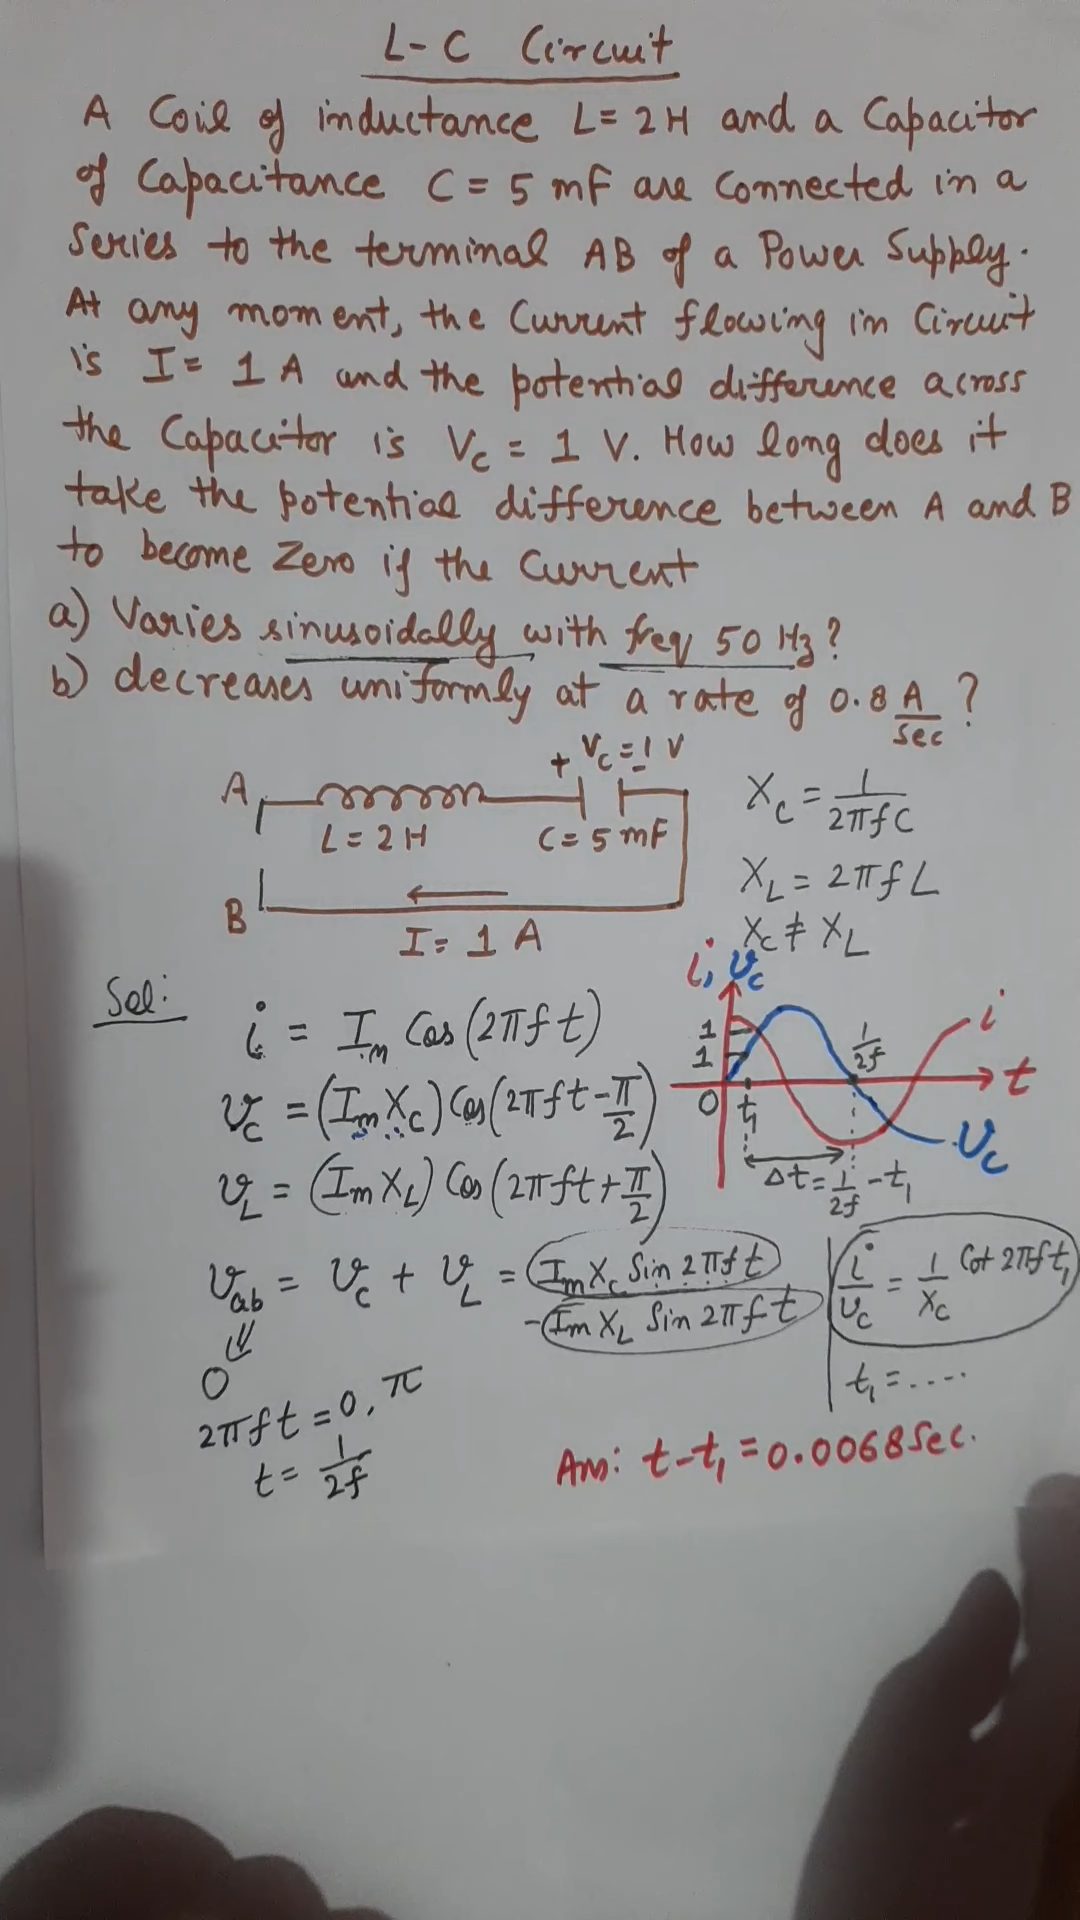 L-C Circuit
A Coil of inductance L= 2H and a Capacitor
of Capacitance C = 5 mF are Connected in a
Series to the terminal AB of a Power Supply.
At any moment, the Current flowing in Circuit
is I= 1 A and the potential difference across
the Capacitor is Vc = 1 V. How long does it
take the potential difference between A and B
to become Zero if the Current
a) Varies sinusoidally with freq 50 Hz?
b) decreases uniformly at a rate of 0.8 A/sec ?
+ Vc = 1 V -
A
L = 2 H
C = 5 mF
B
I = 1 A
Xc = 1/2πfC
XL = 2πfL
Xc ≠ XL
Sol:
i = Im Cos (2πft)
vc = (Im Xc) Cos (2πft - π/2)
vL = (Im XL) Cos (2πft + π/2)
vab = vc + vL = Im Xc Sin 2πft
- Im XL Sin 2πft
0
2πft = 0, π
t = 1/2f
i, vc
1
1
0
t1
1/2f
i
t
vc
Δt = 1/2f - t1
i/vc = 1/Xc Cot 2πft1
t1 = ....
Ans: t-t1 = 0.0068 Sec.